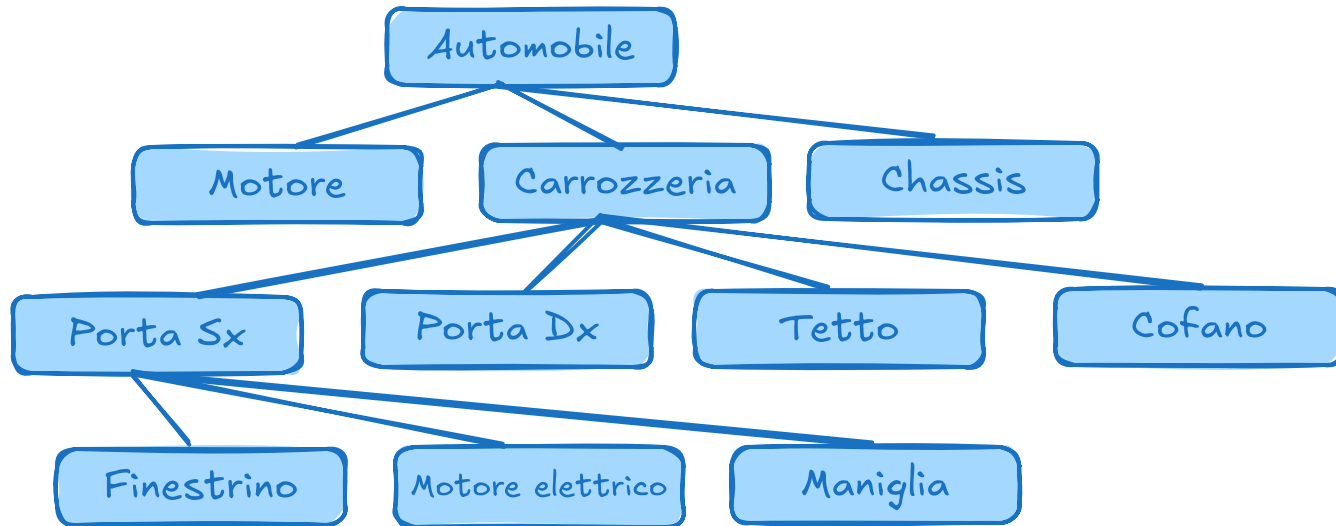 Automobile
Motore
Carrozzeria
Chassis
Porta Sx
Porta Dx
Tetto
Cofano
Finestrino
Motore elettrico
Maniglia